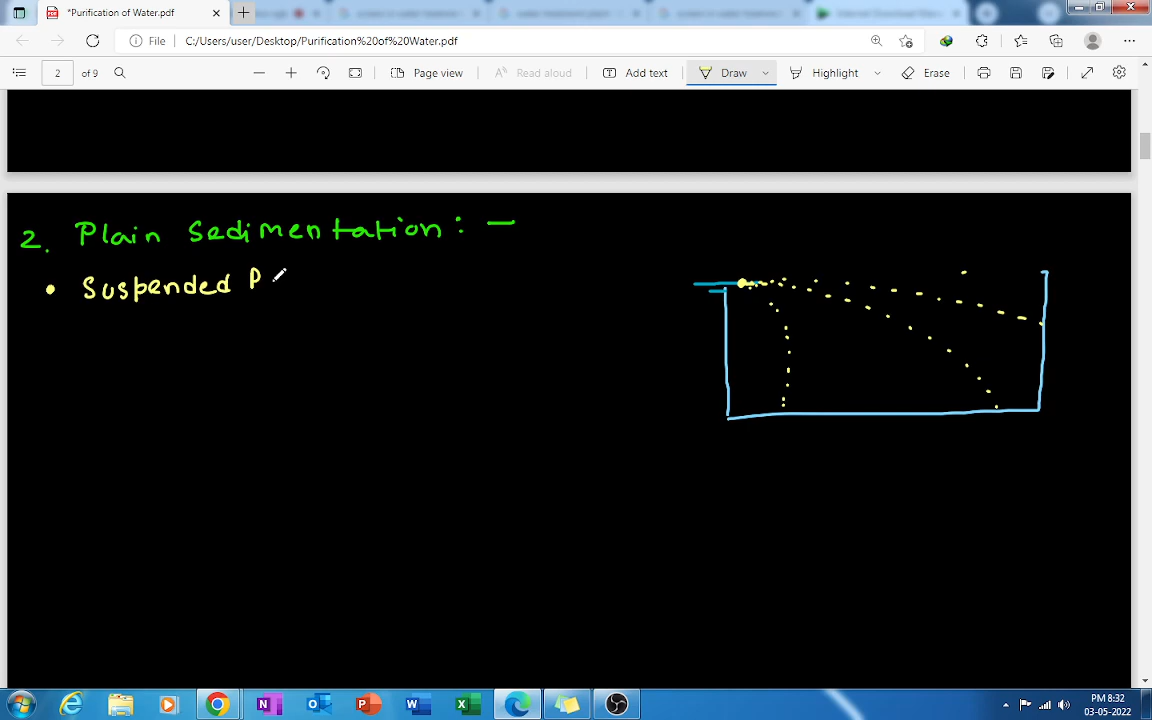 *Purification of Water.pdf
File C:/Users/user/Desktop/Purification%20of%20Water.pdf
2 of 9 Page view Read aloud Add text Draw Highlight Erase
2. Plain Sedimentation: -
• Suspended P
PM 8:32
03-05-2022